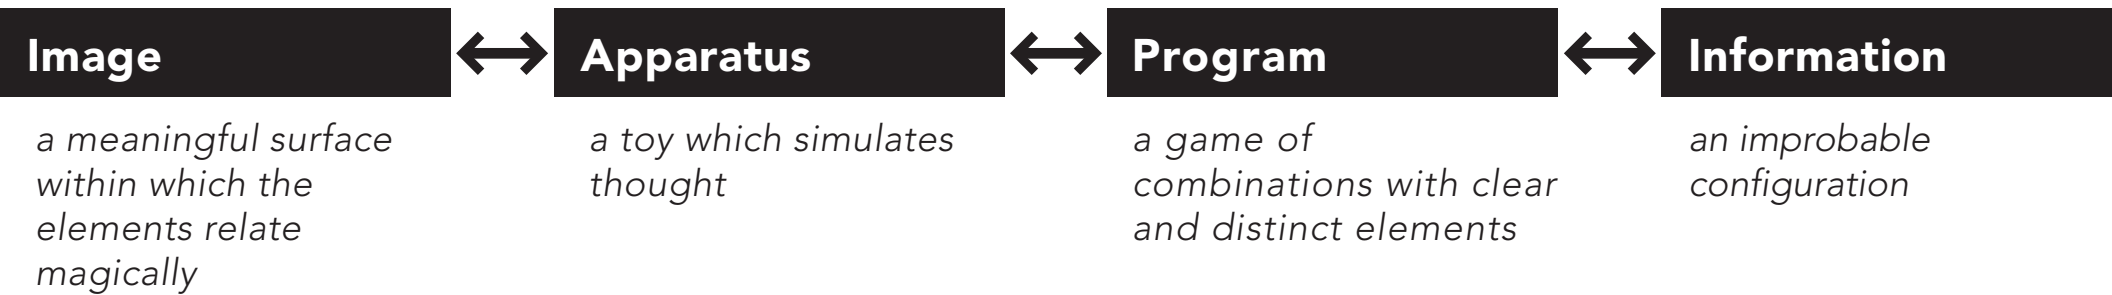 Image
a meaningful surface
within which the
elements relate
magically
Apparatus
a toy which simulates
thought
Program
a game of
combinations with clear
and distinct elements
Information
an improbable
configuration